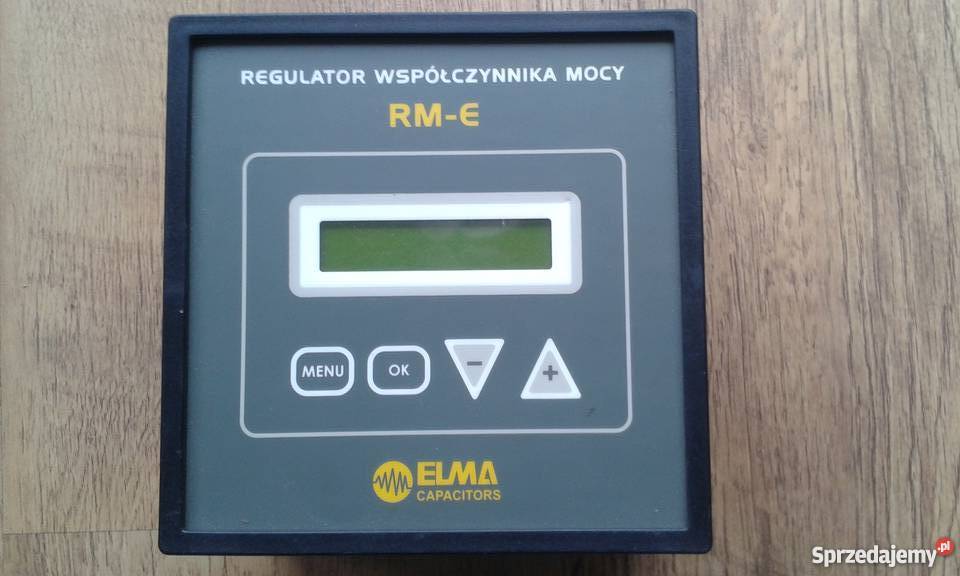 REGULATOR WSPÓŁCZYNNIKA MOCY
RM-E
MENU OK - +
ELMA
CAPACITORS
Sprzedajemy.pl